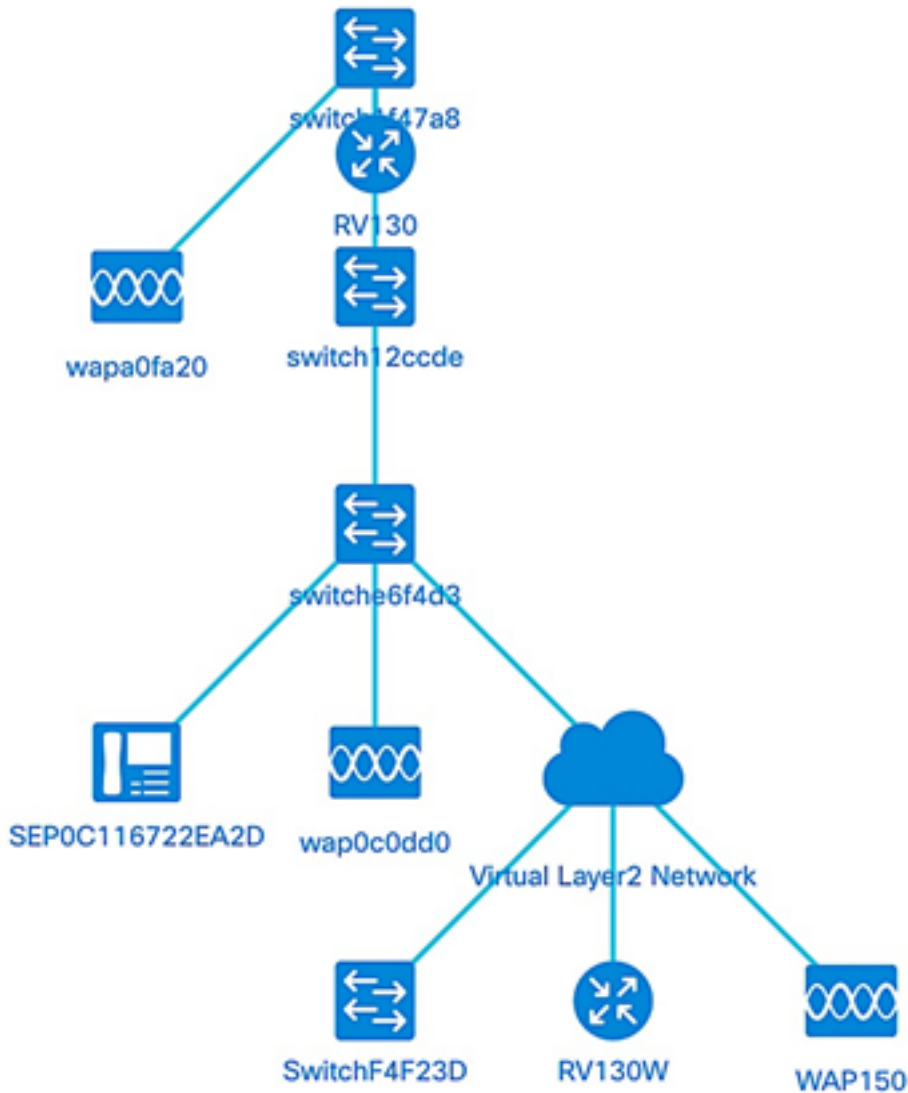 RV130
wapa0fa20
switch12ccde
switche6f4d3
SEP0C116722EA2D
wap0c0dd0
Virtual Layer2 Network
SwitchF4F23D
RV130W
WAP150